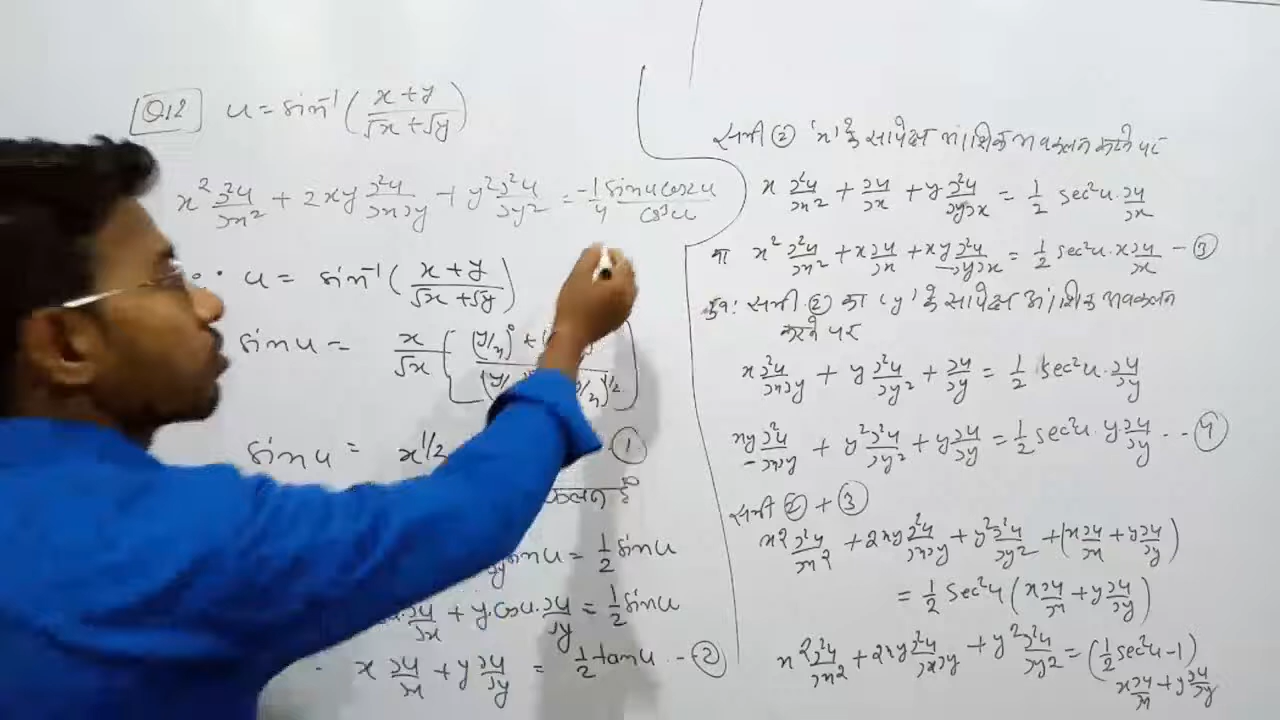 Q12 u = sin⁻¹ (x+y / √x+√y)
x² ∂²u/∂x² + 2xy ∂²u/∂x∂y + y² ∂²u/∂y² = -1/4 sinu cos2u / cos³u
∵ u = sin⁻¹ (x+y / √x+√y)
sinu = x/√x [(y/x)⁰ +
sinu = x^1/2 ①
फलन है
sinu = 1/2 sinu
∂u/∂x + y.cosu.∂u/∂y = 1/2 sinu
x ∂u/∂x + y ∂u/∂y = 1/2 tanu - ②
समी ② 'x' के सापेक्ष आंशिक अवकलन करने पर
x ∂²u/∂x² + ∂u/∂x + y ∂²u/∂y∂x = 1/2 sec²u . ∂u/∂x
या x² ∂²u/∂x² + x ∂u/∂x + xy ∂²u/∂y∂x = 1/2 sec²u . x ∂u/∂x - ③
पुन: समी ② का 'y' के सापेक्ष आंशिक अवकलन
करने पर
x ∂²u/∂x∂y + y ∂²u/∂y² + ∂u/∂y = 1/2 sec²u . ∂u/∂y
xy ∂²u/∂x∂y + y² ∂²u/∂y² + y ∂u/∂y = 1/2 sec²u . y ∂u/∂y -- ④
समी ② + ③
x² ∂²u/∂x² + 2xy ∂²u/∂x∂y + y² ∂²u/∂y² + (x ∂u/∂x + y ∂u/∂y)
= 1/2 sec²u (x ∂u/∂x + y ∂u/∂y)
x² ∂²u/∂x² + 2xy ∂²u/∂x∂y + y² ∂²u/∂y² = (1/2 sec²u - 1)
x ∂u/∂x + y ∂u/∂y